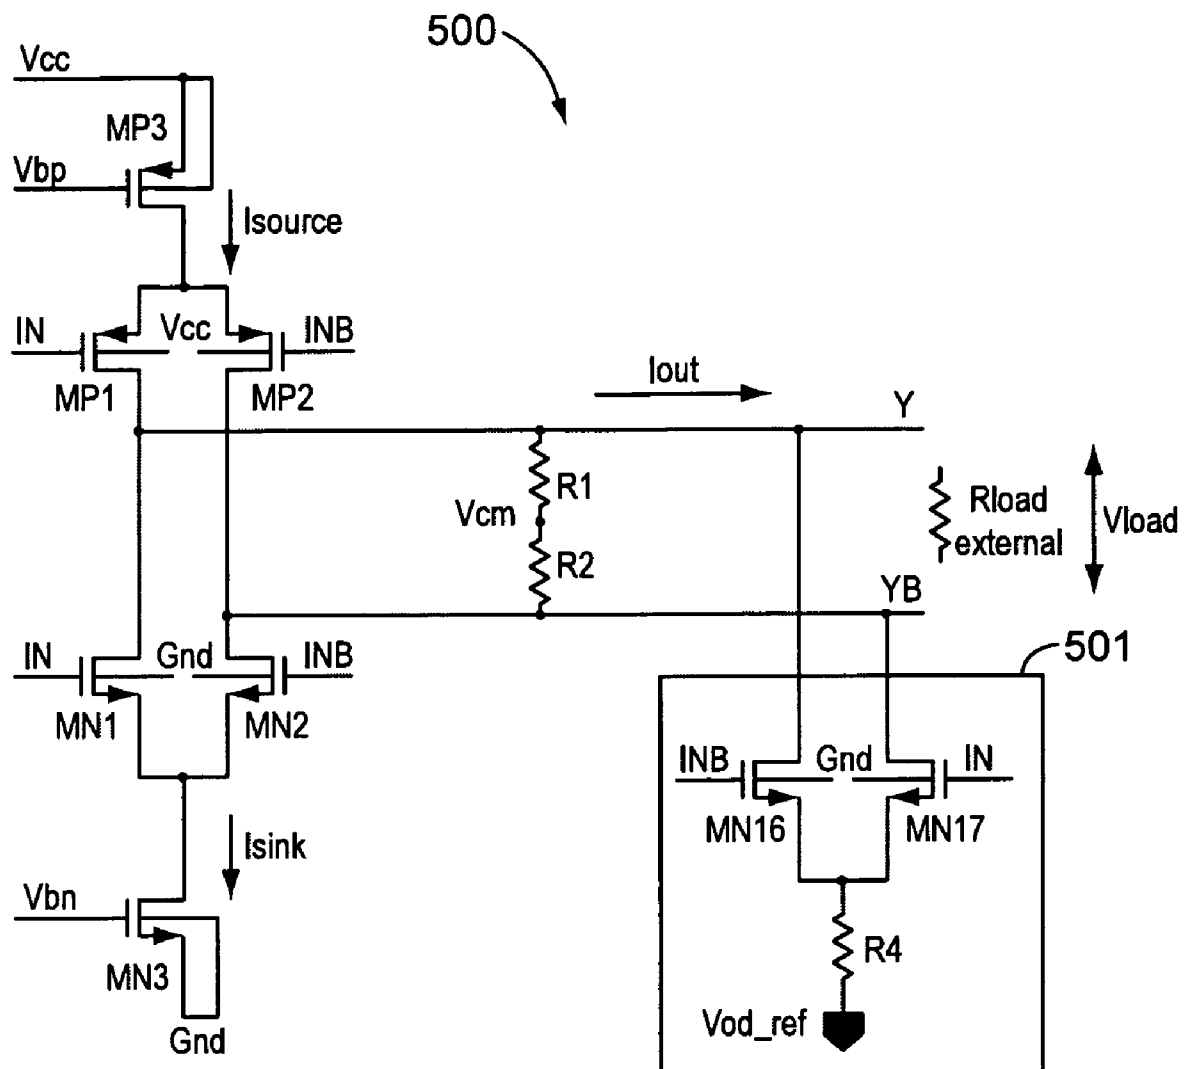 500
Vcc
MP3
Vbp
Isource
IN
Vcc
INB
MP1
MP2
Iout
Y
R1
Vcm
R2
Rload
external
Vload
YB
IN
Gnd
INB
MN1
MN2
501
INB
Gnd
IN
MN16
MN17
Isink
Vbn
MN3
R4
Gnd
Vod_ref